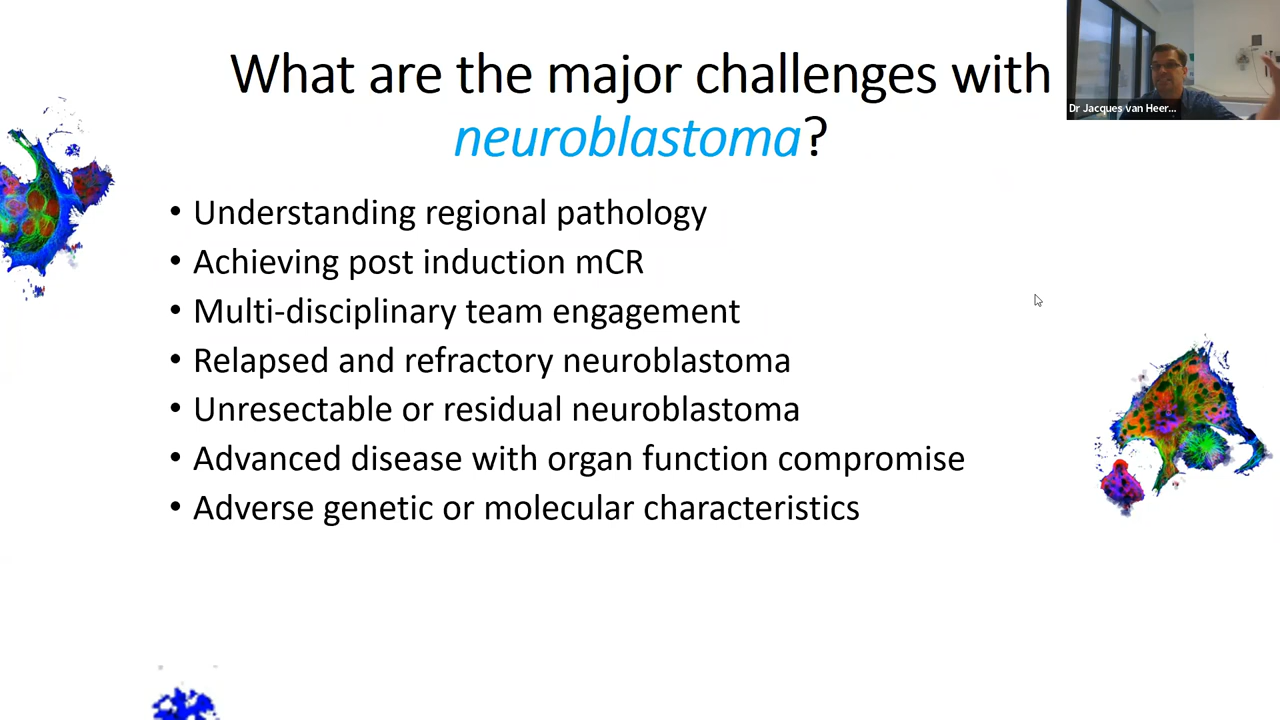 What are the major challenges with
neuroblastoma?
Dr Jacques van Heer...
• Understanding regional pathology
• Achieving post induction mCR
• Multi-disciplinary team engagement
• Relapsed and refractory neuroblastoma
• Unresectable or residual neuroblastoma
• Advanced disease with organ function compromise
• Adverse genetic or molecular characteristics